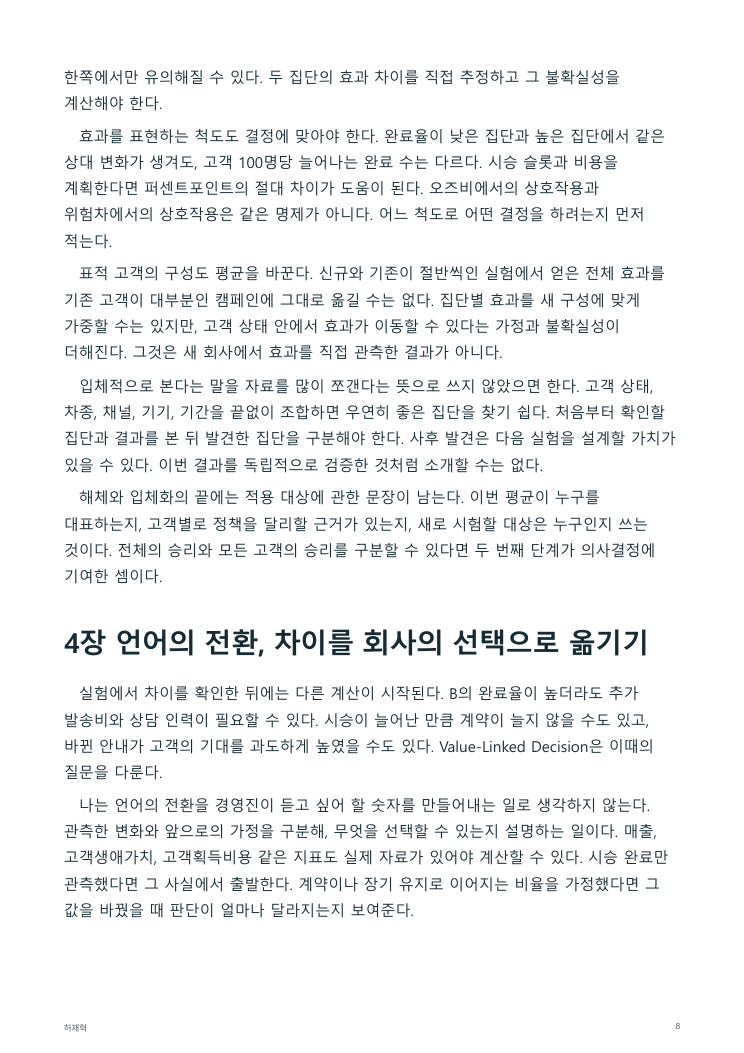 한쪽에서만 유의해질 수 있다. 두 집단의 효과 차이를 직접 추정하고 그 불확실성을
계산해야 한다.
효과를 표현하는 척도도 결정에 맞아야 한다. 완료율이 낮은 집단과 높은 집단에서 같은
상대 변화가 생겨도, 고객 100명당 늘어나는 완료 수는 다르다. 시승 슬롯과 비용을
계획한다면 퍼센트포인트의 절대 차이가 도움이 된다. 오즈비에서의 상호작용과
위험차에서의 상호작용은 같은 명제가 아니다. 어느 척도로 어떤 결정을 하려는지 먼저
적는다.
표적 고객의 구성도 평균을 바꾼다. 신규와 기존이 절반씩인 실험에서 얻은 전체 효과를
기존 고객이 대부분인 캠페인에 그대로 옮길 수는 없다. 집단별 효과를 새 구성에 맞게
가중할 수는 있지만, 고객 상태 안에서 효과가 이동할 수 있다는 가정과 불확실성이
더해진다. 그것은 새 회사에서 효과를 직접 관측한 결과가 아니다.
입체적으로 본다는 말을 자료를 많이 쪼갠다는 뜻으로 쓰지 않았으면 한다. 고객 상태,
차종, 채널, 기기, 기간을 끝없이 조합하면 우연히 좋은 집단을 찾기 쉽다. 처음부터 확인할
집단과 결과를 본 뒤 발견한 집단을 구분해야 한다. 사후 발견은 다음 실험을 설계할 가치가
있을 수 있다. 이번 결과를 독립적으로 검증한 것처럼 소개할 수는 없다.
해체와 입체화의 끝에는 적용 대상에 관한 문장이 남는다. 이번 평균이 누구를
대표하는지, 고객별로 정책을 달리할 근거가 있는지, 새로 시험할 대상은 누구인지 쓰는
것이다. 전체의 승리와 모든 고객의 승리를 구분할 수 있다면 두 번째 단계가 의사결정에
기여한 셈이다.
4장 언어의 전환, 차이를 회사의 선택으로 옮기기
실험에서 차이를 확인한 뒤에는 다른 계산이 시작된다. B의 완료율이 높더라도 추가
발송비와 상담 인력이 필요할 수 있다. 시승이 늘어난 만큼 계약이 늘지 않을 수도 있고,
바뀐 안내가 고객의 기대를 과도하게 높였을 수도 있다. Value-Linked Decision은 이때의
질문을 다룬다.
나는 언어의 전환을 경영진이 듣고 싶어 할 숫자를 만들어내는 일로 생각하지 않는다.
관측한 변화와 앞으로의 가정을 구분해, 무엇을 선택할 수 있는지 설명하는 일이다. 매출,
고객생애가치, 고객획득비용 같은 지표도 실제 자료가 있어야 계산할 수 있다. 시승 완료만
관측했다면 그 사실에서 출발한다. 계약이나 장기 유지로 이어지는 비율을 가정했다면 그
값을 바꿨을 때 판단이 얼마나 달라지는지 보여준다.
허재혁
8